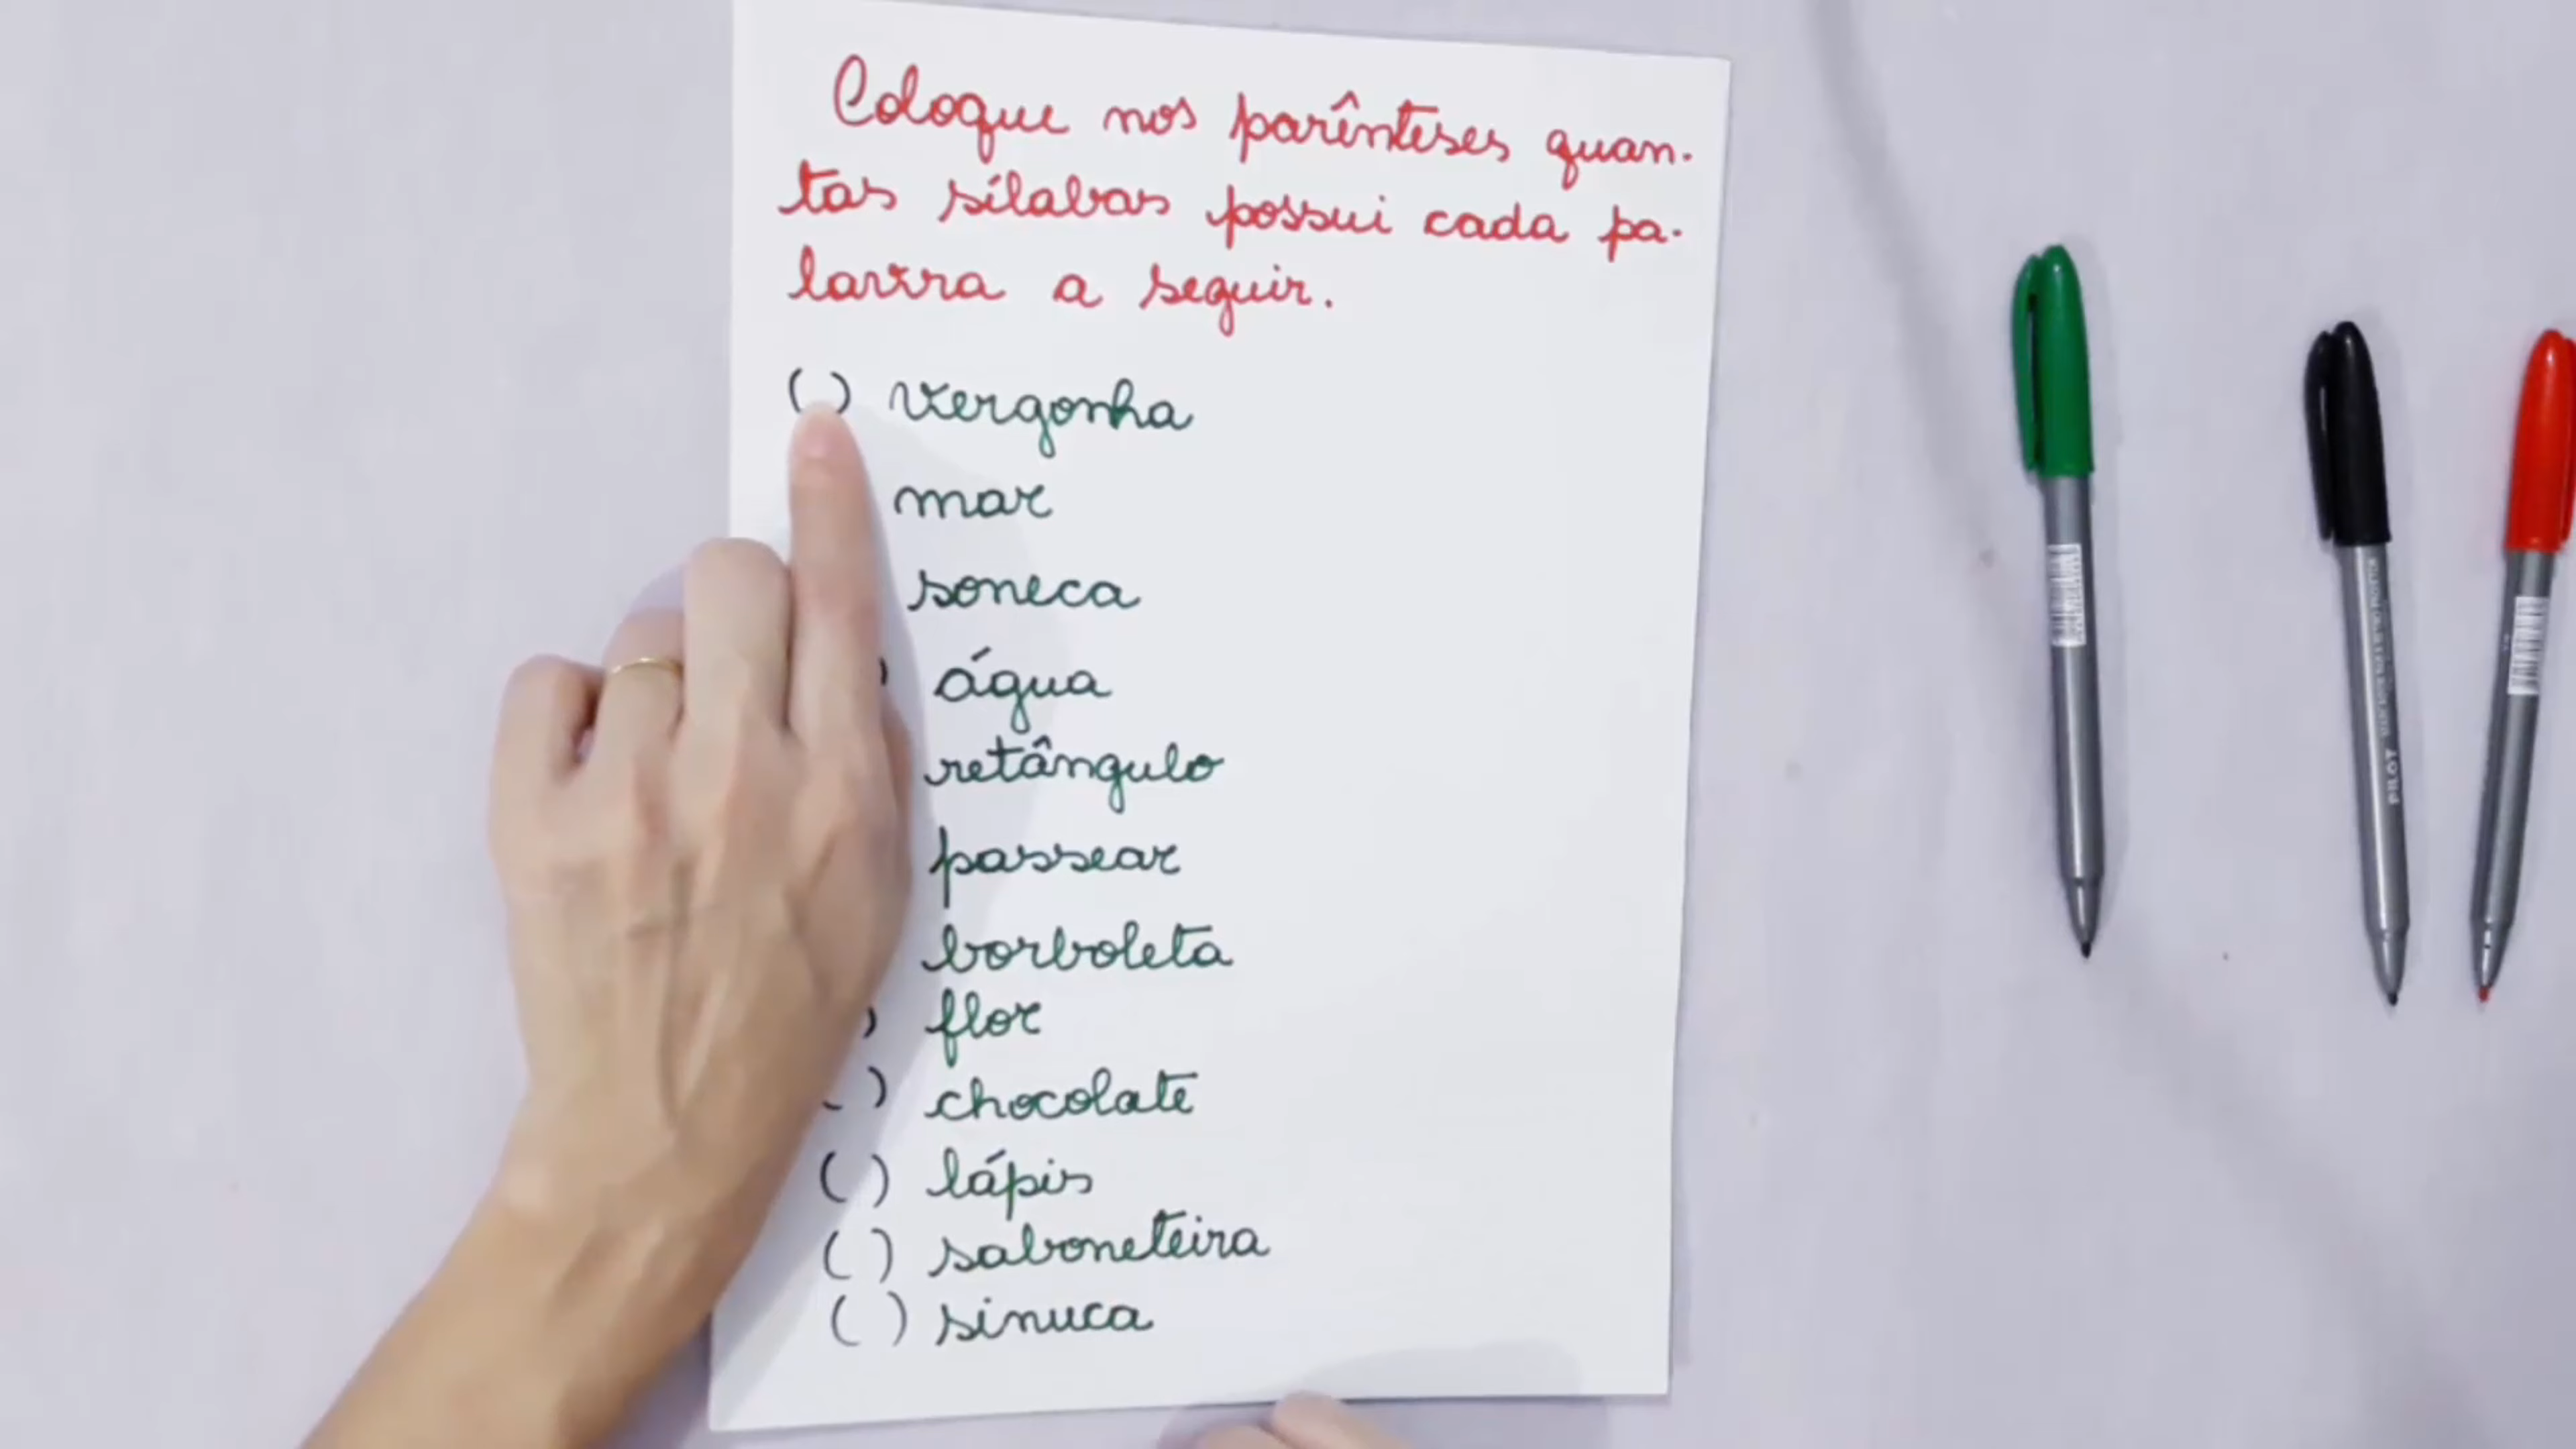 Coloque nos parênteses quan-
tas sílabas possui cada pa-
lavra a seguir.
( ) vergonha
mar
soneca
) água
retângulo
passear
borboleta
) flor
( ) chocolate
( ) lápis
( ) saboneteira
( ) sinuca
PILOT